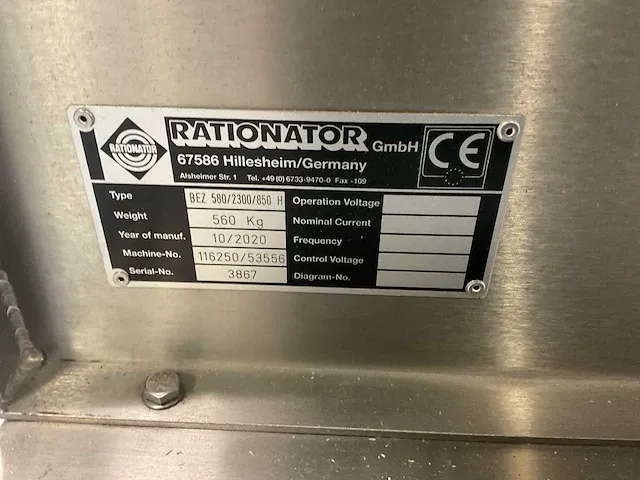 RATIONATOR
RATIONATOR GmbH
67586 Hillesheim/Germany
Alsheimer Str. 1 Tel. +49(0)6733-9470-0 Fax -109
CE
Type BEZ 580/2300/850 H
Weight 560 Kg
Year of manuf. 10/2020
Machine-No. 116250/53556
Serial-No. 3867
Operation Voltage
Nominal Current
Frequency
Control Voltage
Diagram-No.